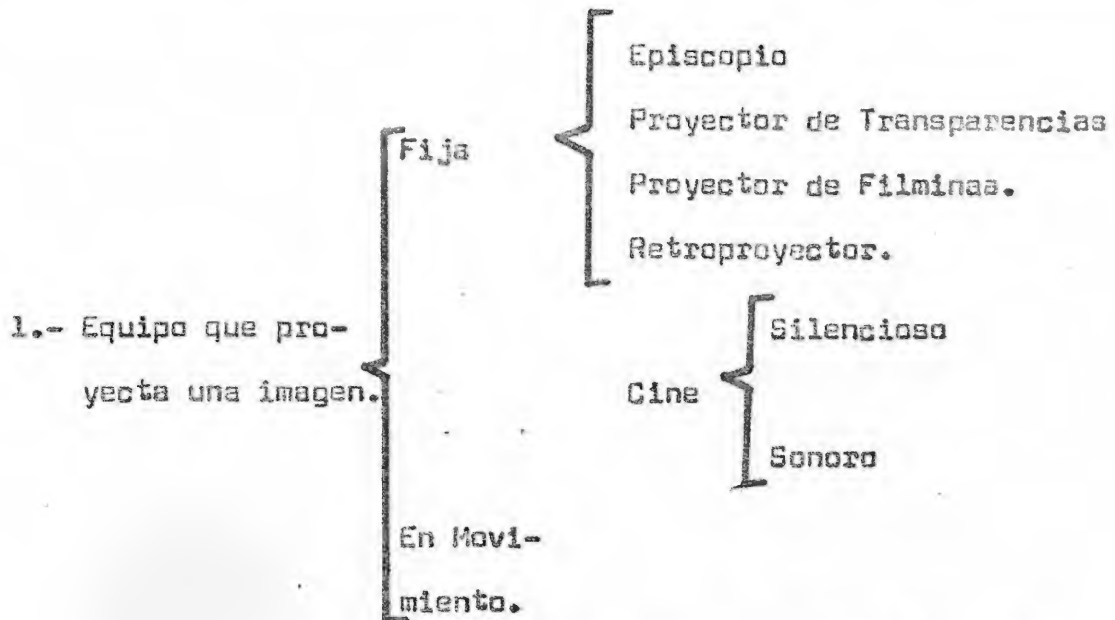 Episcopio
Proyector de Transparencias
Fija
Proyector de Filminas.
Retroproyector.
1.- Equipo que pro-
yecta una imagen.
Silencioso
Cine
Sonoro
En Movi-
miento.